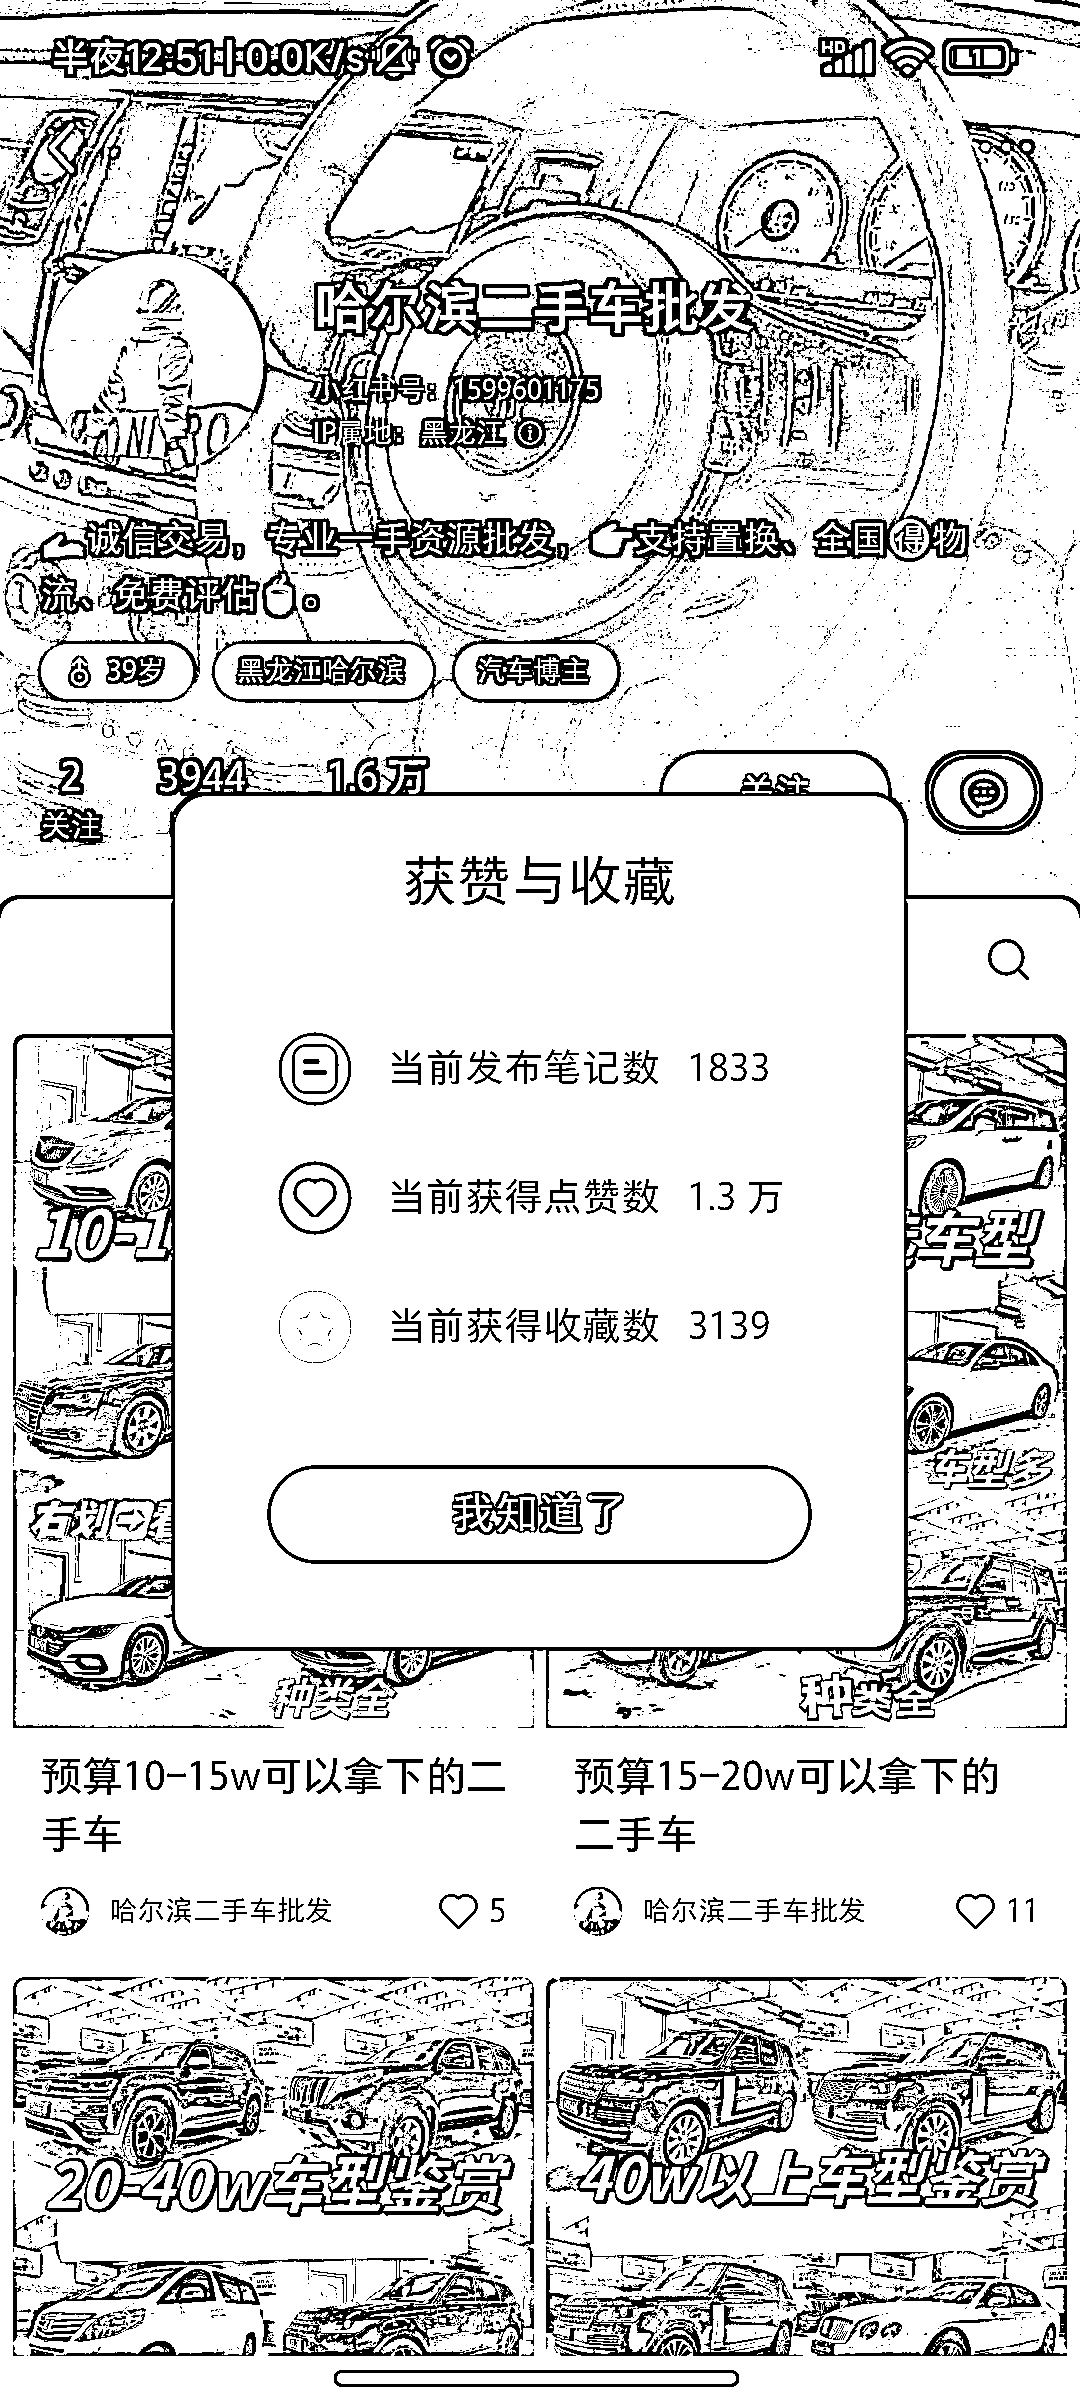 半夜12:51|0.0K/s
HD
1
哈尔滨二手车批发
小红书号：1599601175
IP属地：黑龙江
诚信交易，专业一手资源批发，支持置换、全国得物
流、免费评估。
39岁
黑龙江哈尔滨
汽车博主
2
3944
1.6万
关注
关注
获赞与收藏
当前发布笔记数 1833
当前获得点赞数 1.3 万
当前获得收藏数 3139
我知道了
10-1
车型
车型多
右划
种类全
种类全
预算10-15w可以拿下的二
手车
哈尔滨二手车批发
5
预算15-20w可以拿下的
二手车
哈尔滨二手车批发
11
20-40w车型鉴赏
40w以上车型鉴赏